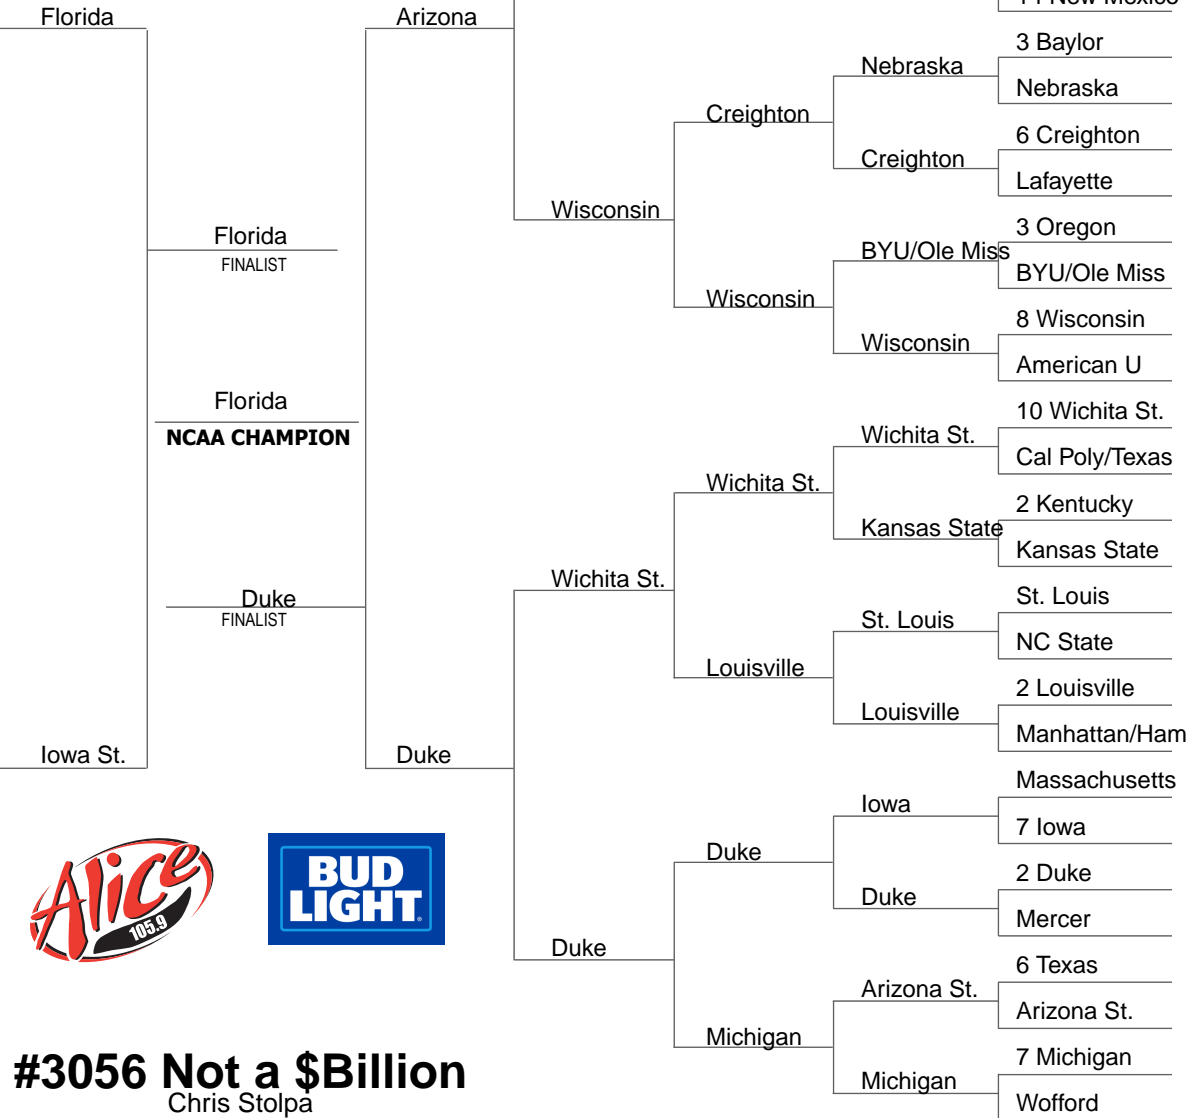 Florida
Arizona
3 Baylor
Nebraska
Nebraska
Creighton
6 Creighton
Creighton
Lafayette
Wisconsin
3 Oregon
Florida
BYU/Ole Miss
FINALIST
BYU/Ole Miss
Wisconsin
8 Wisconsin
Wisconsin
American U
Florida
10 Wichita St.
NCAA CHAMPION
Wichita St.
Cal Poly/Texas
Wichita St.
2 Kentucky
Kansas State
Kansas State
Wichita St.
Duke
St. Louis
FINALIST
St. Louis
NC State
Louisville
2 Louisville
Louisville
Manhattan/Ham
Iowa St.
Duke
Massachusetts
Iowa
7 Iowa
Duke
2 Duke
Duke
Mercer
Alice
105.9
BUD
LIGHT
Duke
6 Texas
Arizona St.
Arizona St.
Michigan
7 Michigan
Michigan
Wofford
#3056 Not a $Billion
Chris Stolpa